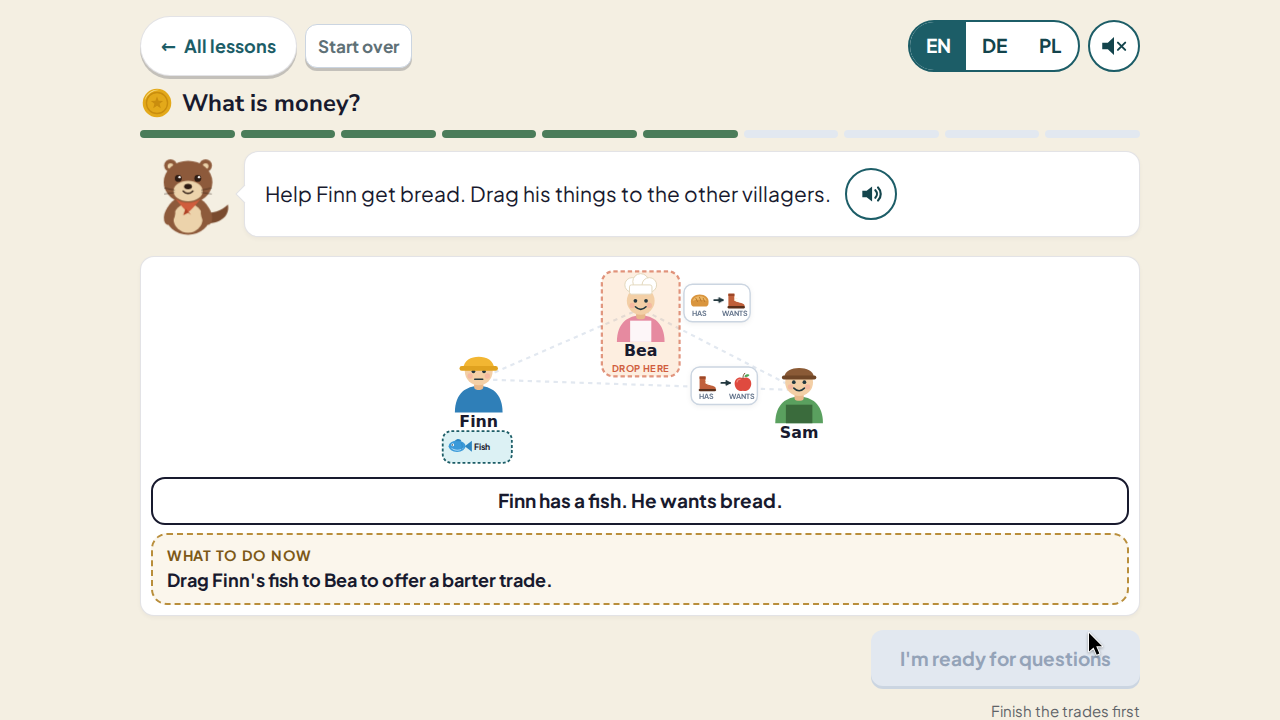 ← All lessons
Start over
EN
DE
PL
What is money?
Help Finn get bread. Drag his things to the other villagers.
HAS
WANTS
Bea
DROP HERE
HAS
WANTS
Finn
Sam
Fish
Finn has a fish. He wants bread.
WHAT TO DO NOW
Drag Finn's fish to Bea to offer a barter trade.
I'm ready for questions
Finish the trades first